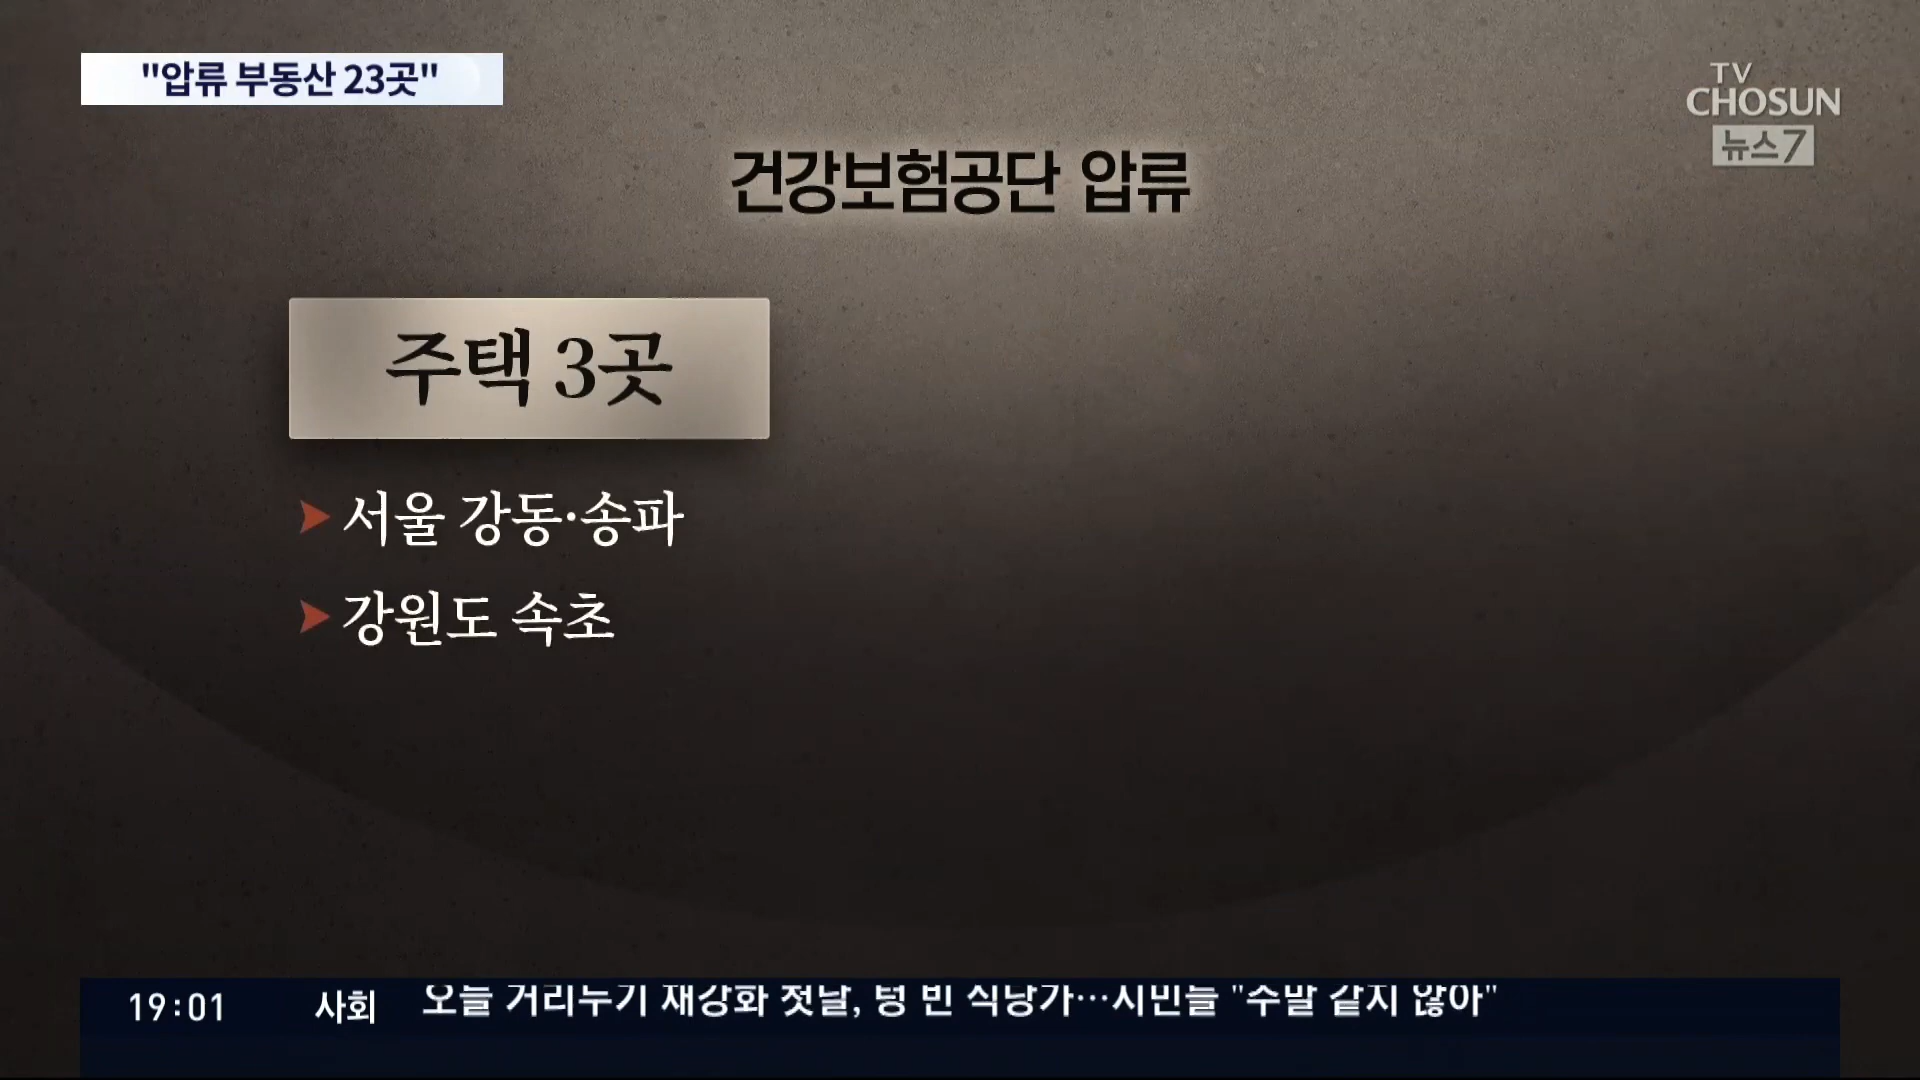 "압류 부동산 23곳"
TV
CHOSUN
뉴스7
건강보험공단 압류
주택 3곳
서울 강동·송파
강원도 속초
19:01 사회 오늘 거리두기 재강화 첫날, 텅 빈 식당가…시민들 "주말 같지 않아"